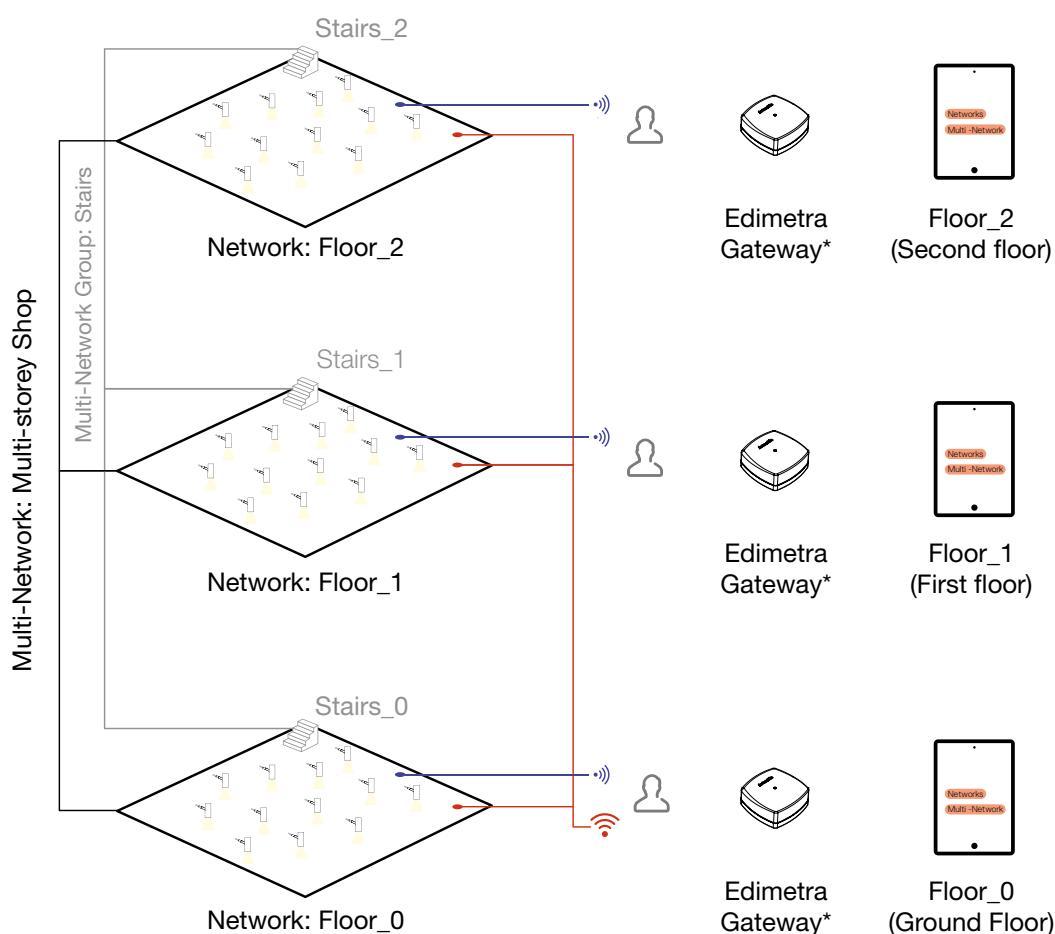 Stairs_2
Networks
Multi -Network
Network: Floor_2
Edimetra
Gateway*
Floor_2
(Second floor)
Multi-Network: Multi-storey Shop
Multi-Network Group: Stairs
Stairs_1
Networks
Multi -Network
Network: Floor_1
Edimetra
Gateway*
Floor_1
(First floor)
Stairs_0
Networks
Multi -Network
Network: Floor_0
Edimetra
Gateway*
Floor_0
(Ground Floor)